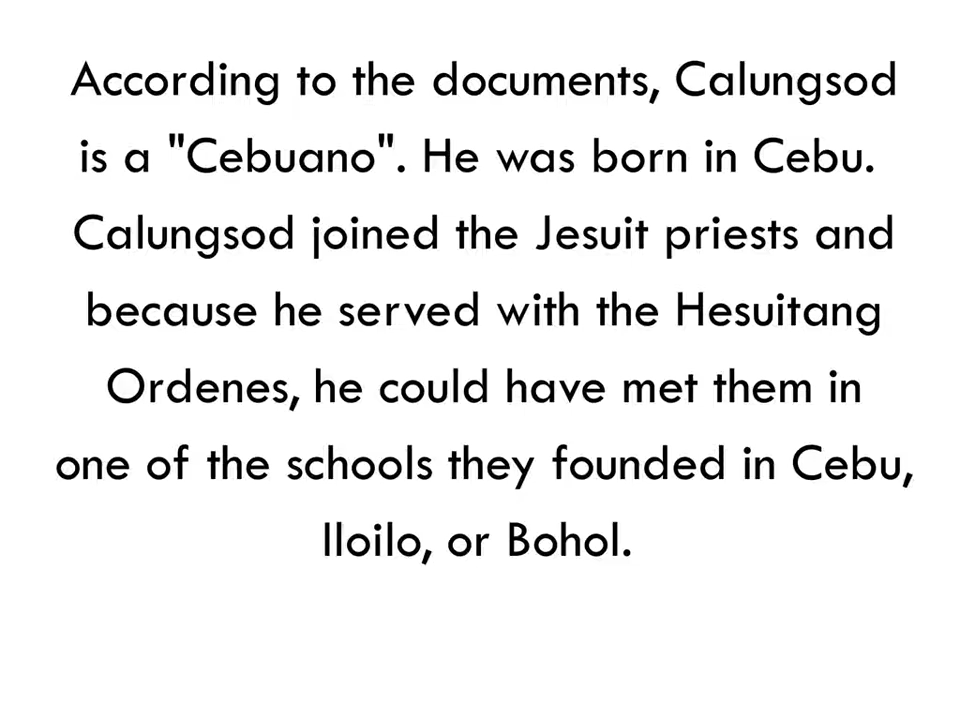 According to the documents, Calungsod
is a "Cebuano". He was born in Cebu.
Calungsod joined the Jesuit priests and
because he served with the Hesuitang
Ordenes, he could have met them in
one of the schools they founded in Cebu,
Iloilo, or Bohol.